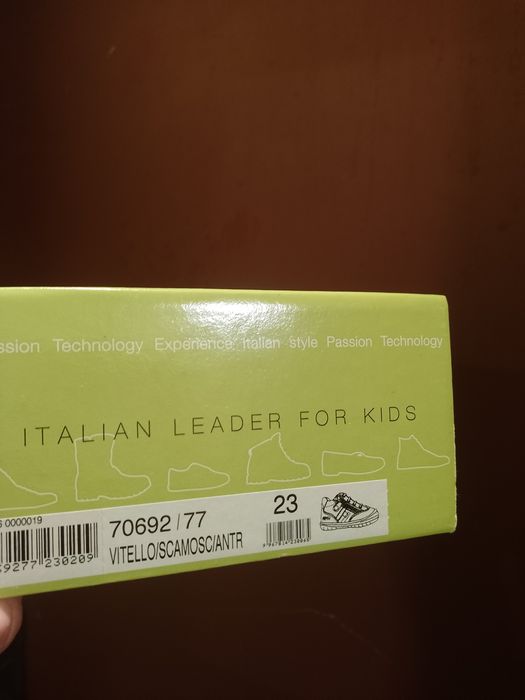 Technology Experience Italian style Passion Technology
ITALIAN LEADER FOR KIDS
0000019
70692/77
23
VITELLO/SCAMOSC/ANTR
9277 230209